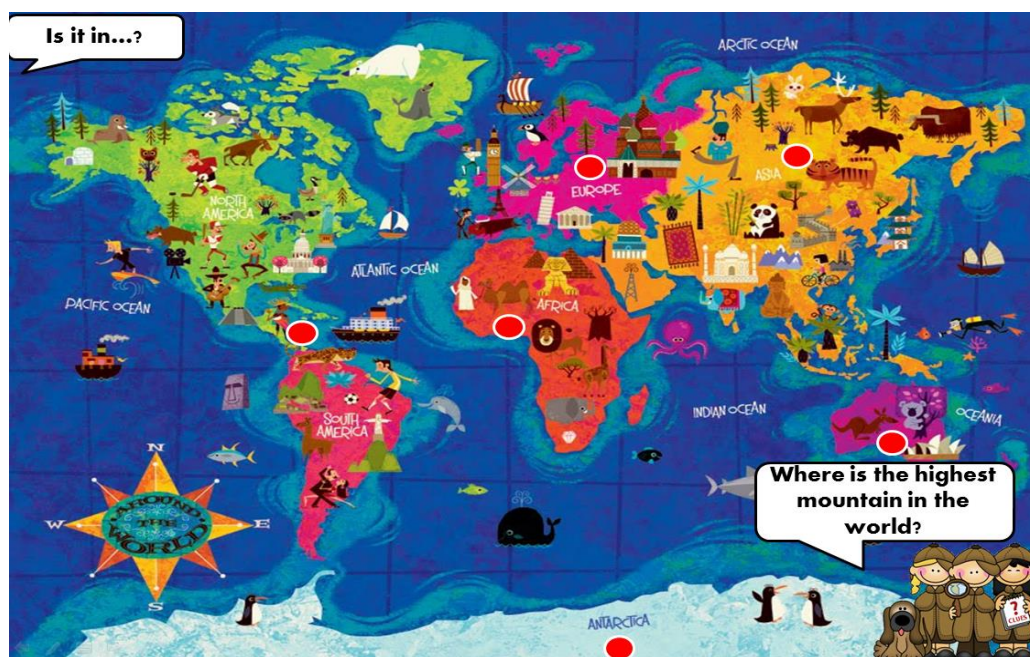 Is it in...?
ARCTIC OCEAN
EUROPE
ASIA
NORTH
AMERICA
ATLANTIC OCEAN
PACIFIC OCEAN
AFRICA
SOUTH
AMERICA
INDIAN OCEAN
OCEANIA
Where is the highest
mountain in the
world?
N
W
E
S
AROUND
THE
WORLD
ANTARCTICA
?
CLUES